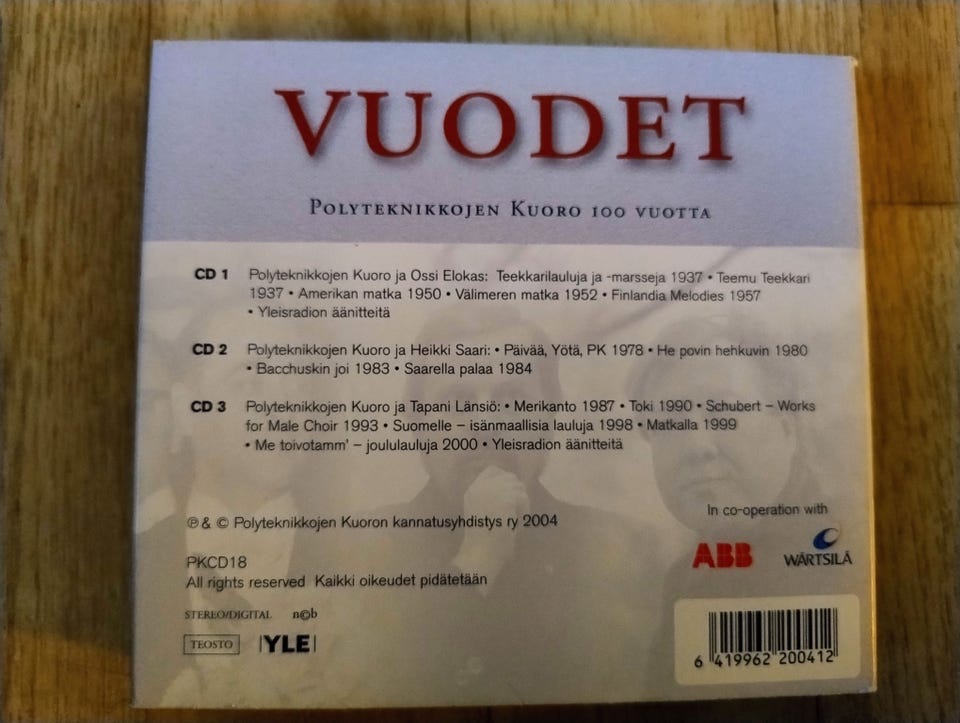 VUODET
POLYTEKNIKKOJEN KUORO 100 VUOTTA
CD 1 Polyteknikkojen Kuoro ja Ossi Elokas: Teekkarilauluja ja -marsseja 1937 • Teemu Teekkari
1937 • Amerikan matka 1950 • Välimeren matka 1952 • Finlandia Melodies 1957
• Yleisradion äänitteitä
CD 2 Polyteknikkojen Kuoro ja Heikki Saari: • Päivää, Yötä, PK 1978 • He povin hehkuvin 1980
• Bacchuskin joi 1983 • Saarella palaa 1984
CD 3 Polyteknikkojen Kuoro ja Tapani Länsiö: • Merikanto 1987 • Toki 1990 • Schubert – Works
for Male Choir 1993 • Suomelle – isänmaallisia lauluja 1998 • Matkalla 1999
• Me toivotamm' – joululauluja 2000 • Yleisradion äänitteitä
℗ & © Polyteknikkojen Kuoron kannatusyhdistys ry 2004
PKCD18
All rights reserved Kaikki oikeudet pidätetään
STEREO/DIGITAL n©b
TEOSTO YLE
In co-operation with
ABB WÄRTSILÄ
6 419962 200412